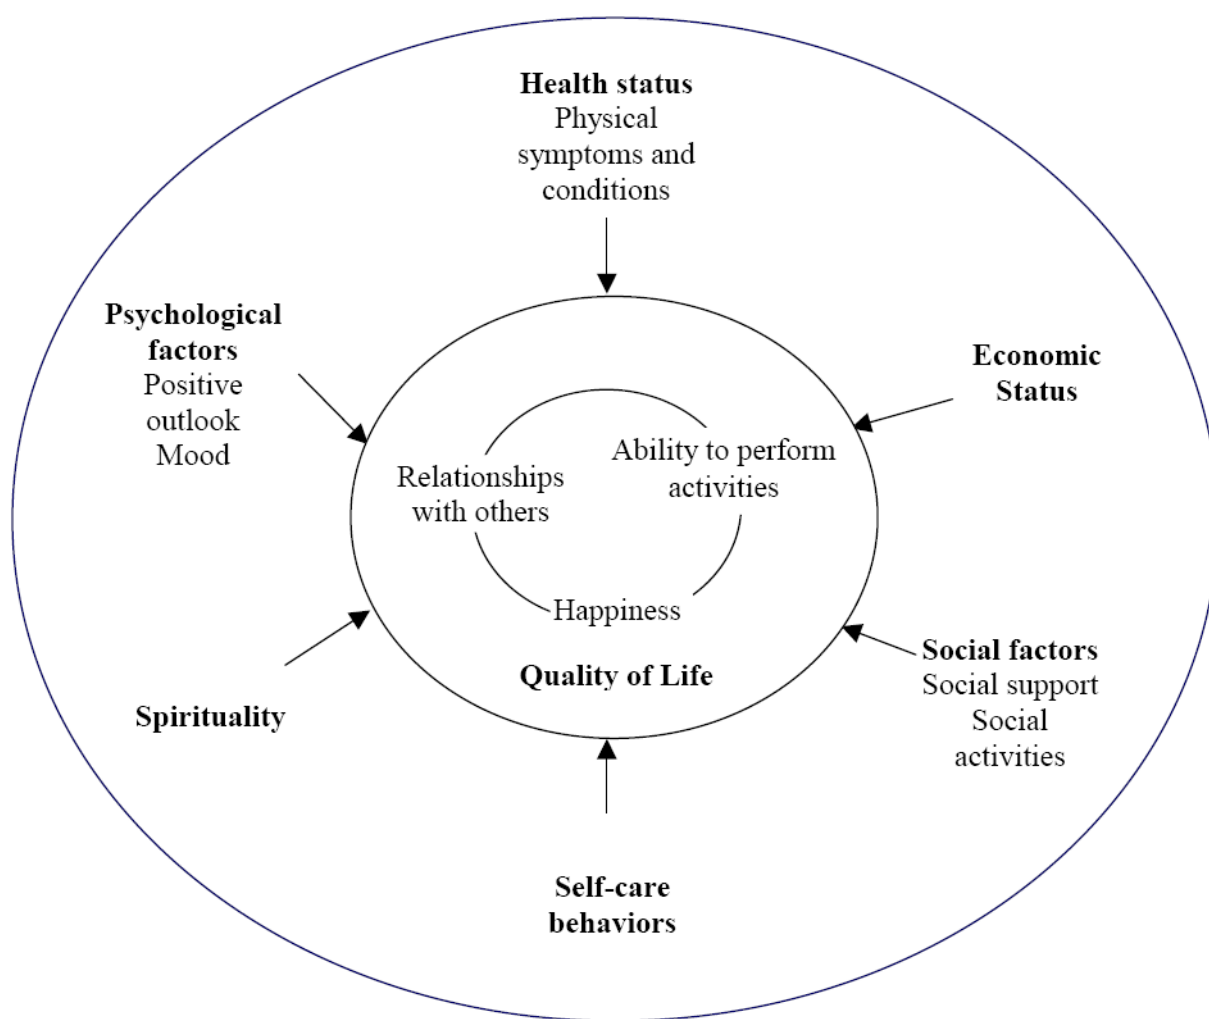 Health status
Physical
symptoms and
conditions
Psychological
factors
Positive
outlook
Mood
Economic
Status
Relationships
with others
Ability to perform
activities
Happiness
Quality of Life
Spirituality
Social factors
Social support
Social
activities
Self-care
behaviors